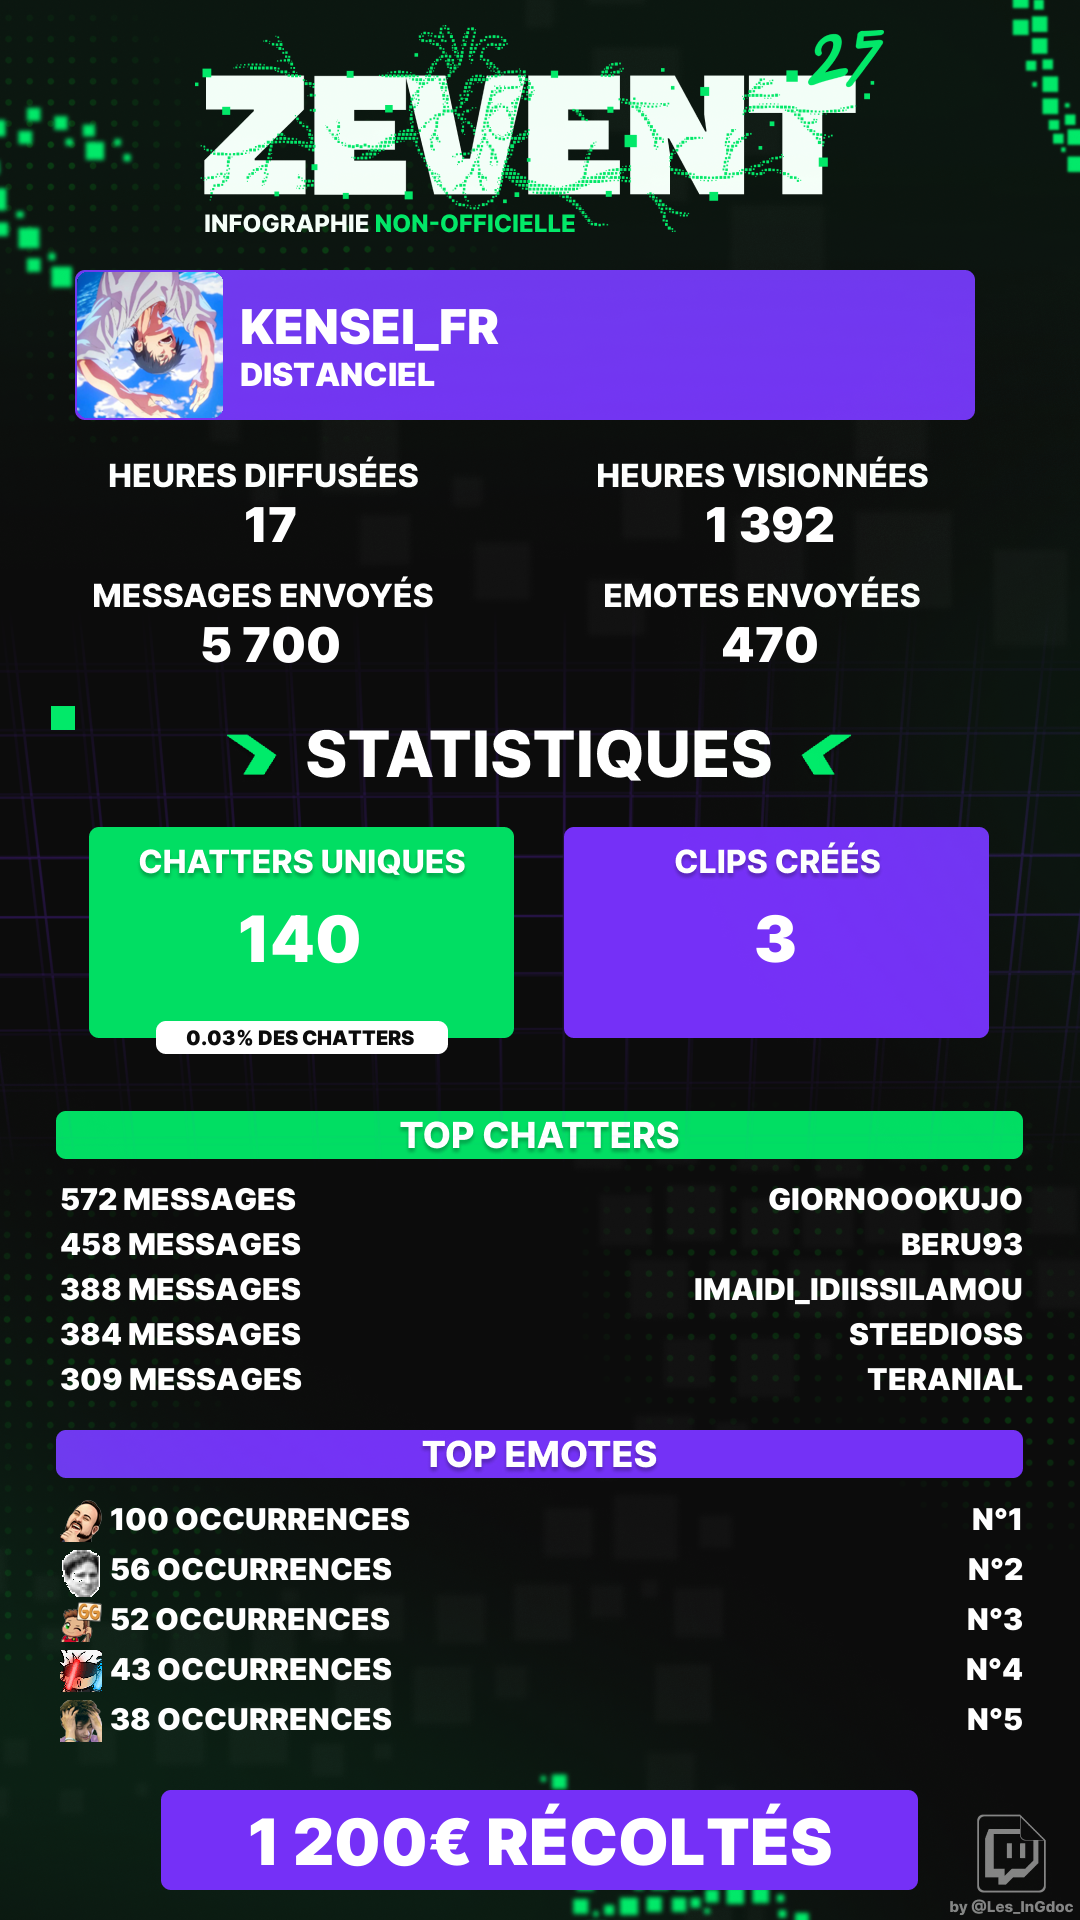 ZEVENT 25
INFOGRAPHIE NON-OFFICIELLE
KENSEI_FR
DISTANCIEL
HEURES DIFFUSÉES
17
HEURES VISIONNÉES
1 392
MESSAGES ENVOYÉS
5 700
EMOTES ENVOYÉES
470
STATISTIQUES
CHATTERS UNIQUES
140
0.03% DES CHATTERS
CLIPS CRÉÉS
3
TOP CHATTERS
572 MESSAGES GIORNOOOKUJO
458 MESSAGES BERU93
388 MESSAGES IMAIDI_IDIISSILAMOU
384 MESSAGES STEEDIOSS
309 MESSAGES TERANIAL
TOP EMOTES
100 OCCURRENCES N°1
56 OCCURRENCES N°2
GG
52 OCCURRENCES N°3
43 OCCURRENCES N°4
38 OCCURRENCES N°5
1 200€ RÉCOLTÉS
by @Les_InGdoc